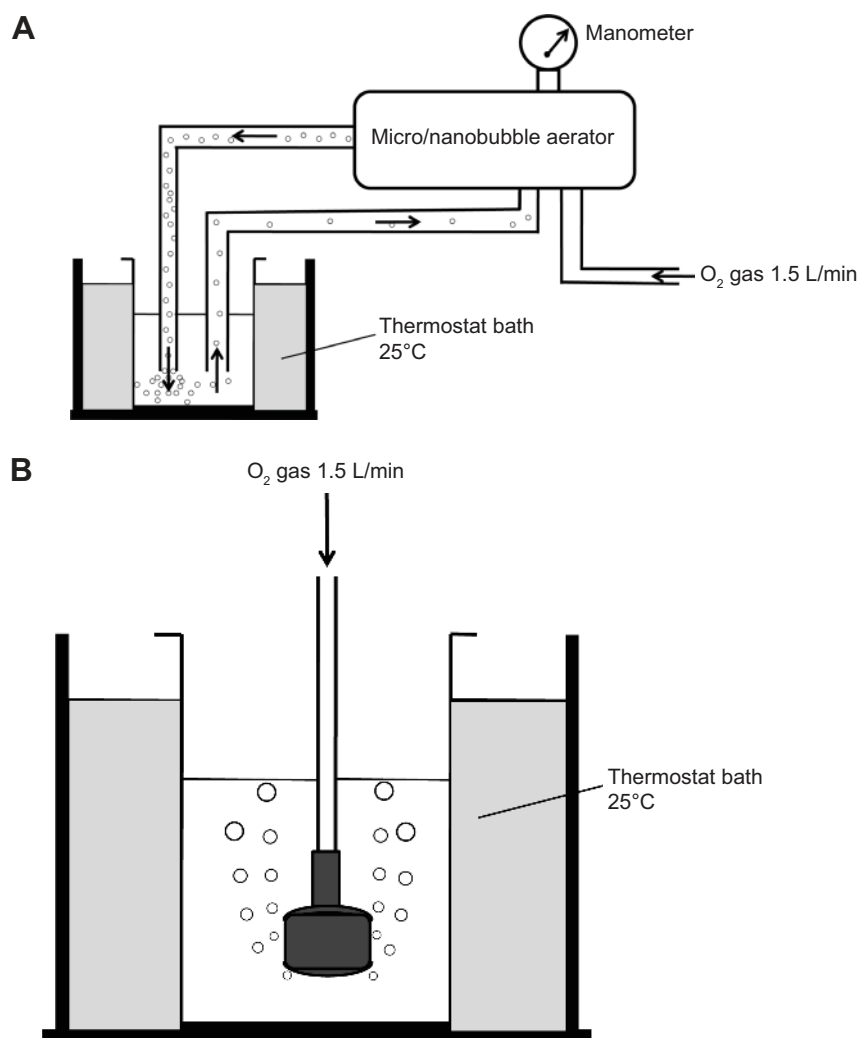 A
Manometer
Micro/nanobubble aerator
O₂ gas 1.5 L/min
Thermostat bath
25°C
B
O₂ gas 1.5 L/min
Thermostat bath
25°C